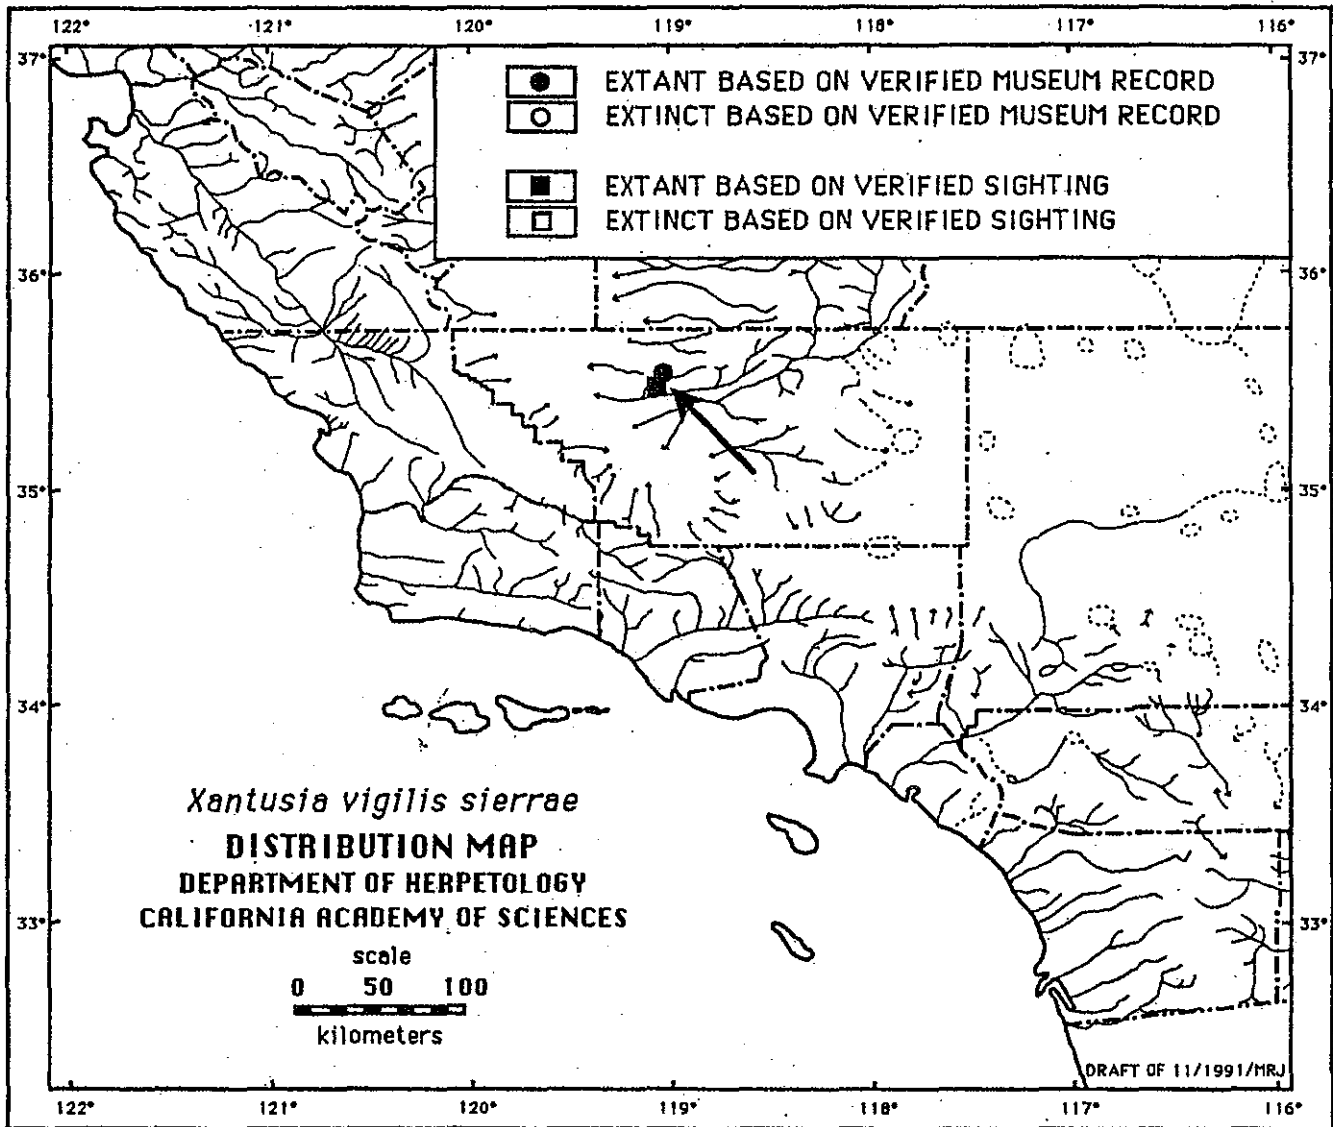 122° 121° 120° 119° 118° 117° 116°
37° 37°
EXTANT BASED ON VERIFIED MUSEUM RECORD
EXTINCT BASED ON VERIFIED MUSEUM RECORD
EXTANT BASED ON VERIFIED SIGHTING
EXTINCT BASED ON VERIFIED SIGHTING
36° 36°
35° 35°
34° 34°
Xantusia vigilis sierrae
DISTRIBUTION MAP
DEPARTMENT OF HERPETOLOGY
CALIFORNIA ACADEMY OF SCIENCES
33° 33°
scale
0 50 100
kilometers
DRAFT OF 11/1991/MRJ
122° 121° 120° 119° 118° 117° 116°